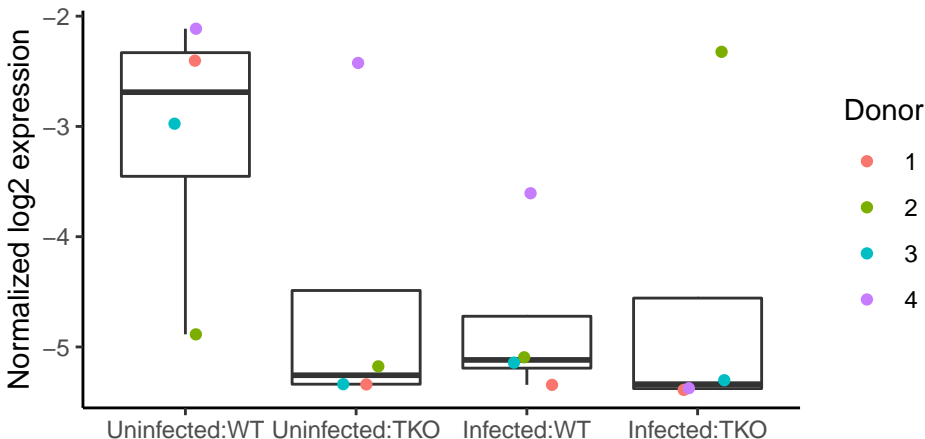 Normalized log2 expression
−2
−3
−4
−5
Uninfected:WT
Uninfected:TKO
Infected:WT
Infected:TKO
Donor
1
2
3
4